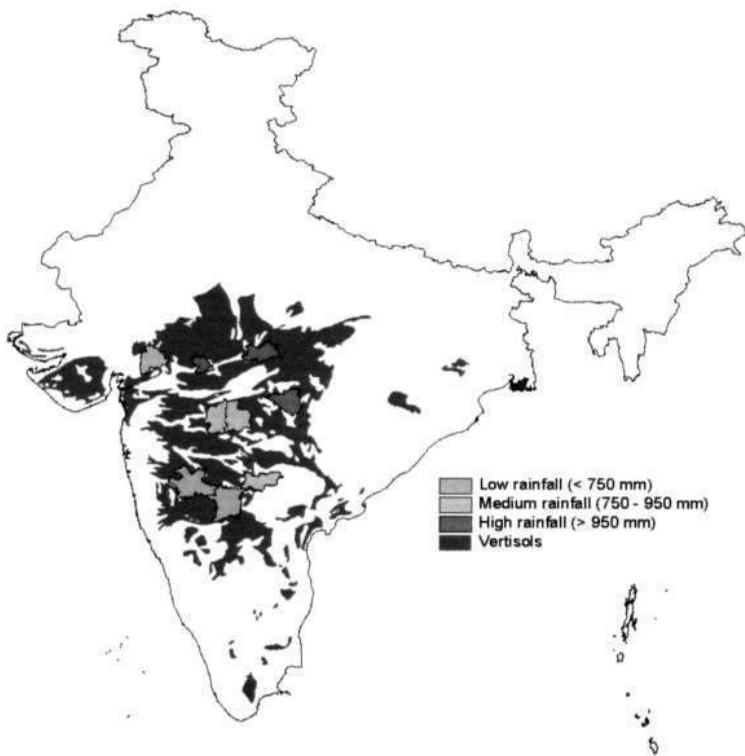 Low rainfall (< 750 mm)
Medium rainfall (750 - 950 mm)
High rainfall (> 950 mm)
Vertisols